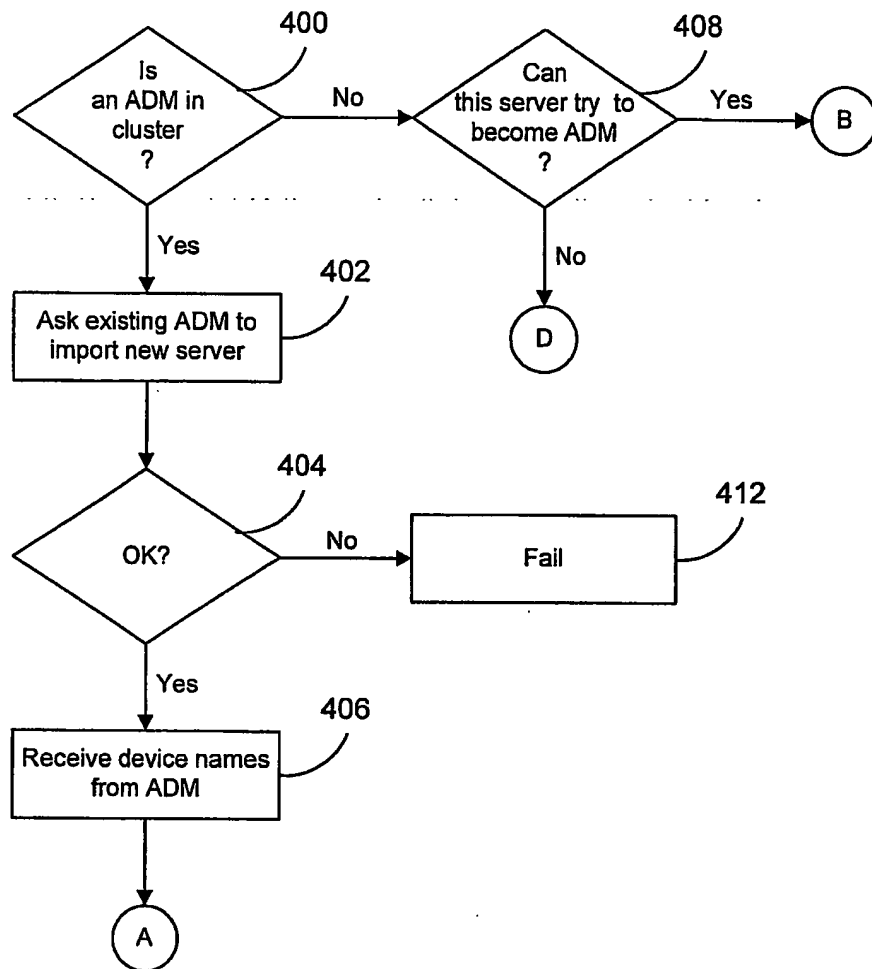 400
Is
an ADM in
cluster
?
No
408
Can
this server try to
become ADM
?
Yes
B
Yes
No
D
402
Ask existing ADM to
import new server
404
OK?
No
412
Fail
Yes
406
Receive device names
from ADM
A